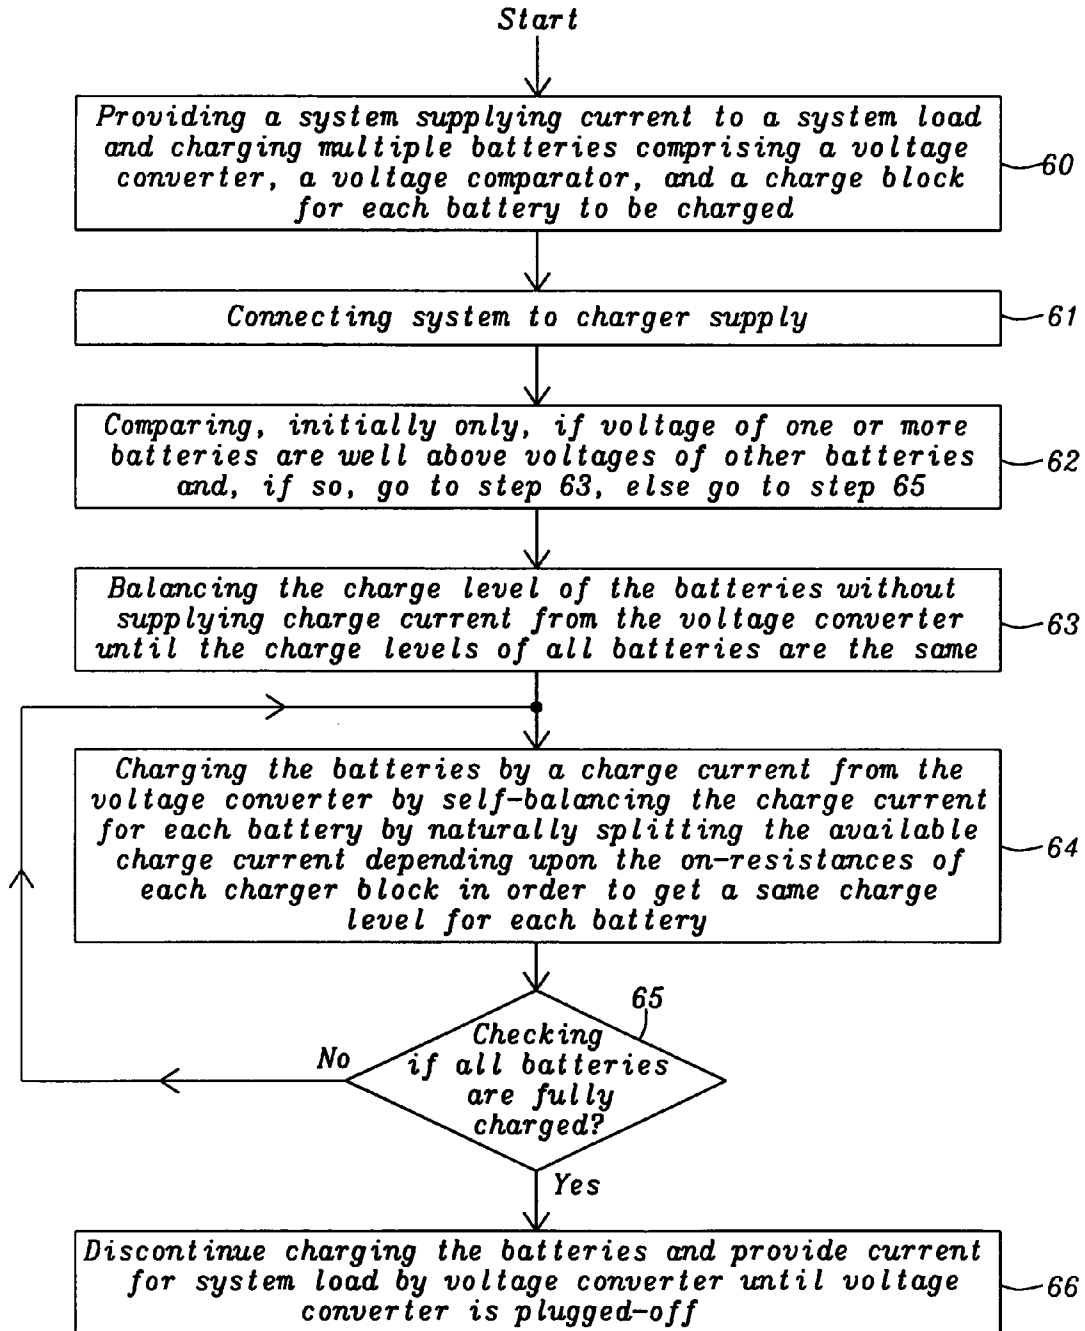 Start
Providing a system supplying current to a system load
and charging multiple batteries comprising a voltage
converter, a voltage comparator, and a charge block
for each battery to be charged
60
Connecting system to charger supply
61
Comparing, initially only, if voltage of one or more
batteries are well above voltages of other batteries
and, if so, go to step 63, else go to step 65
62
Balancing the charge level of the batteries without
supplying charge current from the voltage converter
until the charge levels of all batteries are the same
63
Charging the batteries by a charge current from the
voltage converter by self-balancing the charge current
for each battery by naturally splitting the available
charge current depending upon the on-resistances of
each charger block in order to get a same charge
level for each battery
64
65
Checking
if all batteries
are fully
charged?
No
Yes
Discontinue charging the batteries and provide current
for system load by voltage converter until voltage
converter is plugged-off
66